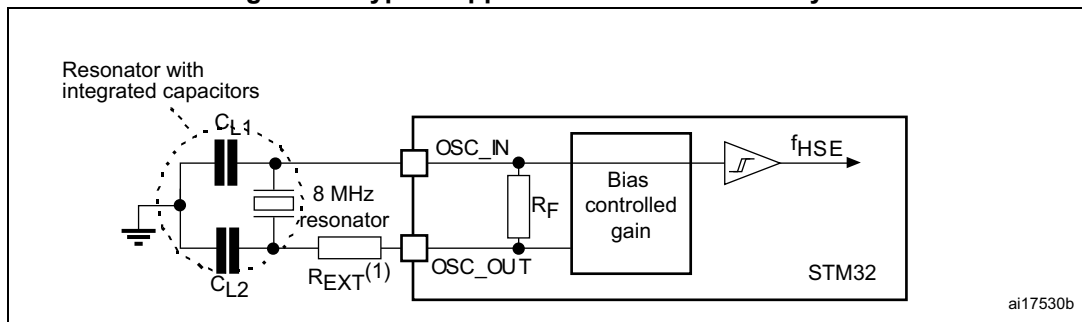 Resonator with
integrated capacitors
CL1
OSC_IN
fHSE
8 MHz
resonator
RF
Bias
controlled
gain
REXT(1)
OSC_OUT
CL2
STM32
ai17530b